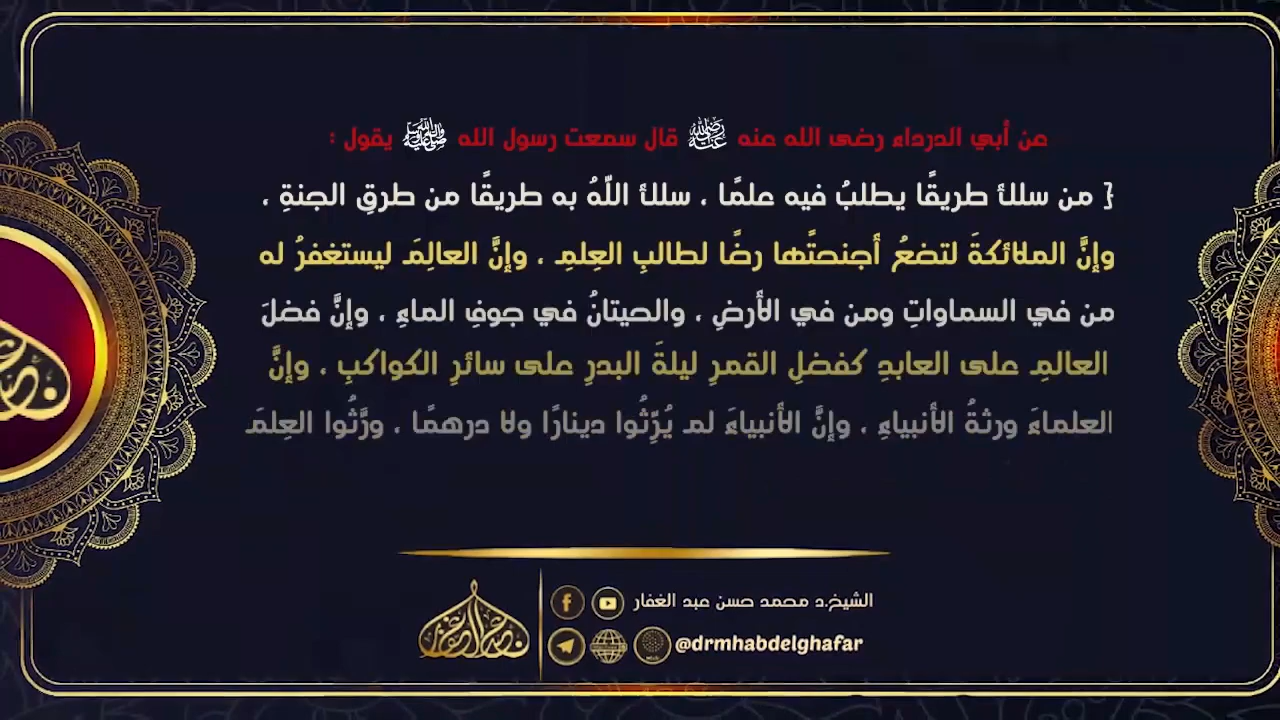 عن أبي الدرداء رضى الله عنه رضي الله عنه قال سمعت رسول الله ﷺ يقول :
{ من سلك طريقًا يطلبُ فيه علمًا ، سلك اللّهُ به طريقًا من طرقِ الجنةِ ،
وإنَّ الملائكةَ لتضعُ أجنحتَها رضًا لطالبِ العِلمِ ، وإنَّ العالِمَ ليستغفرُ له
من في السماواتِ ومن في الأرضِ ، والحيتانُ في جوفِ الماءِ ، وإنَّ فضلَ
العالمِ على العابدِ كفضلِ القمرِ ليلةَ البدرِ على سائرِ الكواكبِ ، وإنَّ
العلماءَ ورثةُ الأنبياءِ ، وإنَّ الأنبياءَ لم يُرِّثُوا دينارًا ولا درهمًا ، ورَّثُوا العِلمَ
الشيخ.د محمد حسن عبد الغفار
@drmhabdelghafar